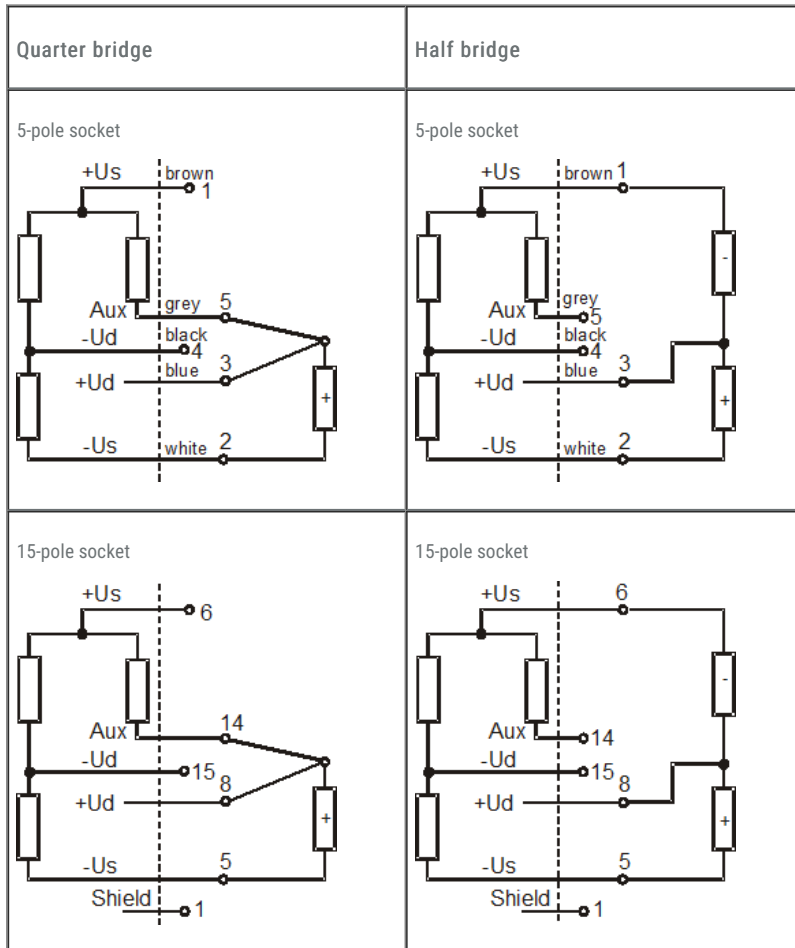 Quarter bridge
Half bridge
5-pole socket
+Us
brown
1
Aux
grey
5
-Ud
black
4
+Ud
blue
3
+
-Us
white
2
5-pole socket
+Us
brown 1
-
Aux
grey
5
-Ud
black
4
+Ud
blue
3
+
-Us
white
2
15-pole socket
+Us
6
Aux
14
-Ud
15
+Ud
8
+
-Us
5
Shield
1
15-pole socket
+Us
6
-
Aux
14
-Ud
15
+Ud
8
+
-Us
5
Shield
1